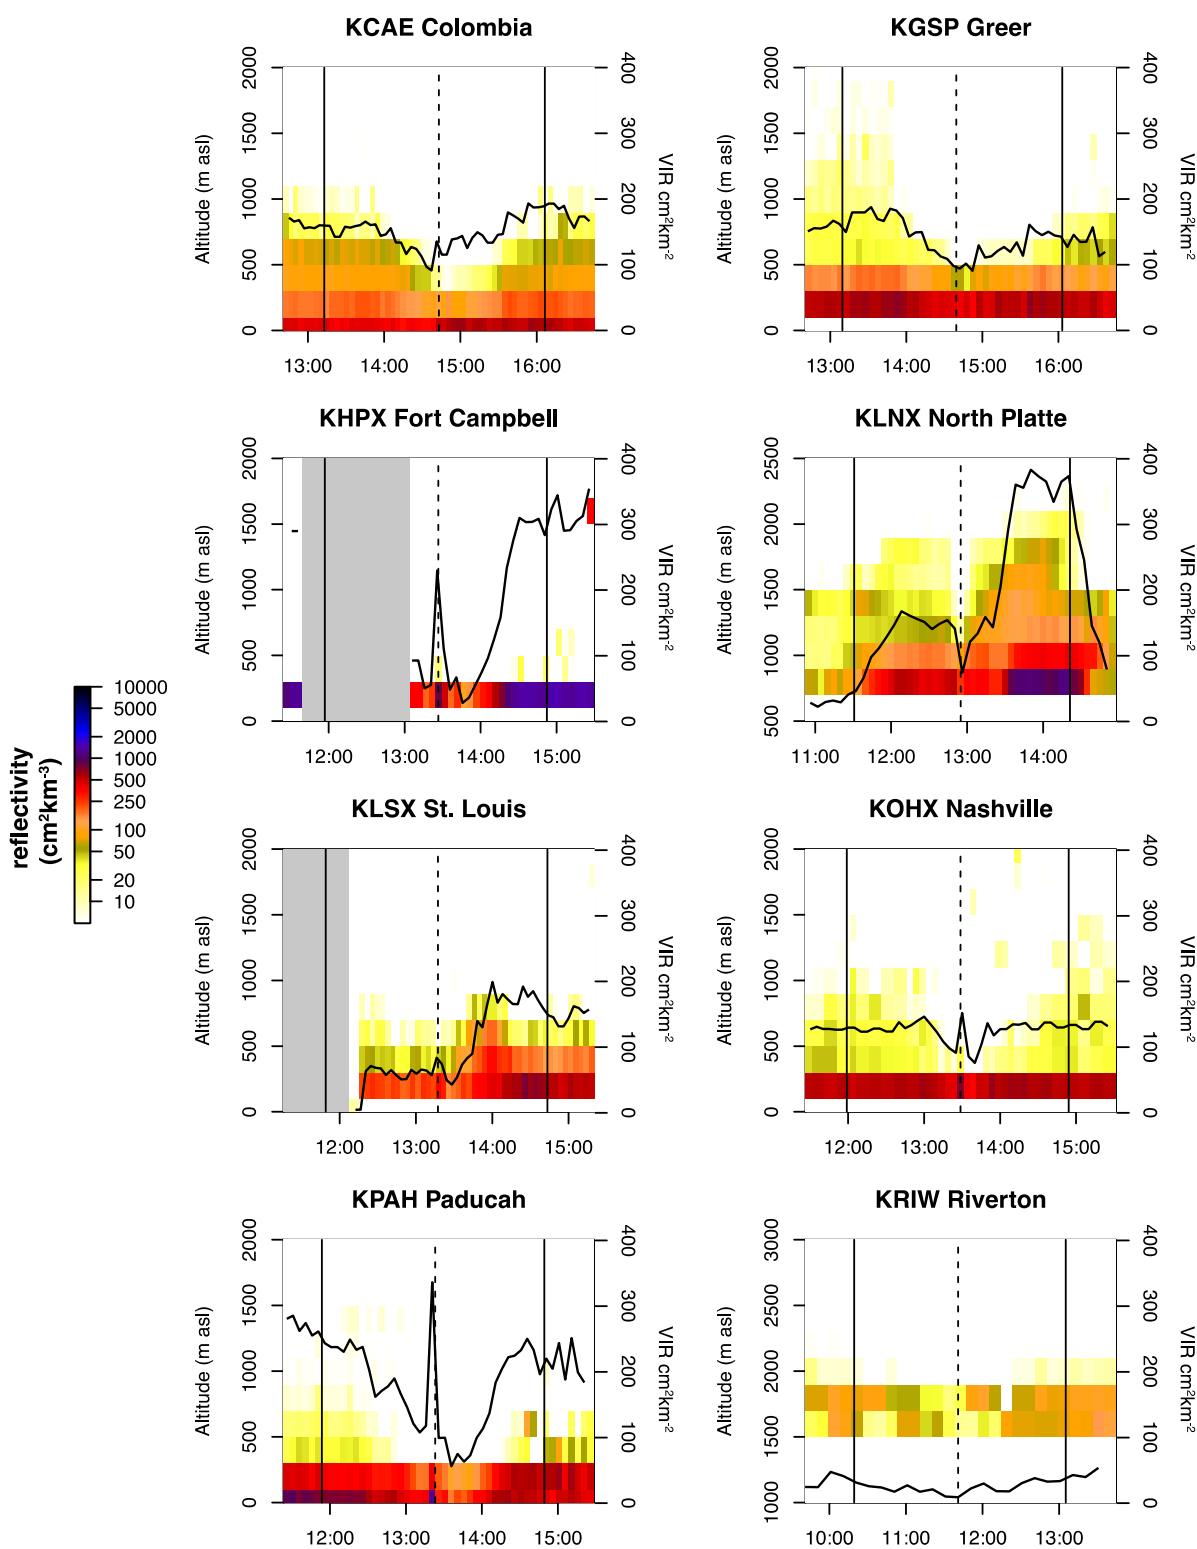 KCAE Colombia
2000
1500
1000
500
0
Altitude (m asl)
400
300
200
100
0
VIR cm²km⁻²
13:00 14:00 15:00 16:00
KGSP Greer
2000
1500
1000
500
0
Altitude (m asl)
400
300
200
100
0
VIR cm²km⁻²
13:00 14:00 15:00 16:00
KHPX Fort Campbell
2000
1500
1000
500
0
Altitude (m asl)
400
300
200
100
0
VIR cm²km⁻²
12:00 13:00 14:00 15:00
KLNX North Platte
2500
2000
1500
1000
500
Altitude (m asl)
400
300
200
100
0
VIR cm²km⁻²
11:00 12:00 13:00 14:00
reflectivity
(cm²km⁻³)
10000
5000
2000
1000
500
250
100
50
20
10
KLSX St. Louis
2000
1500
1000
500
0
Altitude (m asl)
400
300
200
100
0
VIR cm²km⁻²
12:00 13:00 14:00 15:00
KOHX Nashville
2000
1500
1000
500
0
Altitude (m asl)
400
300
200
100
0
VIR cm²km⁻²
12:00 13:00 14:00 15:00
KPAH Paducah
2000
1500
1000
500
0
Altitude (m asl)
400
300
200
100
0
VIR cm²km⁻²
12:00 13:00 14:00 15:00
KRIW Riverton
3000
2500
2000
1500
1000
Altitude (m asl)
400
300
200
100
0
VIR cm²km⁻²
10:00 11:00 12:00 13:00